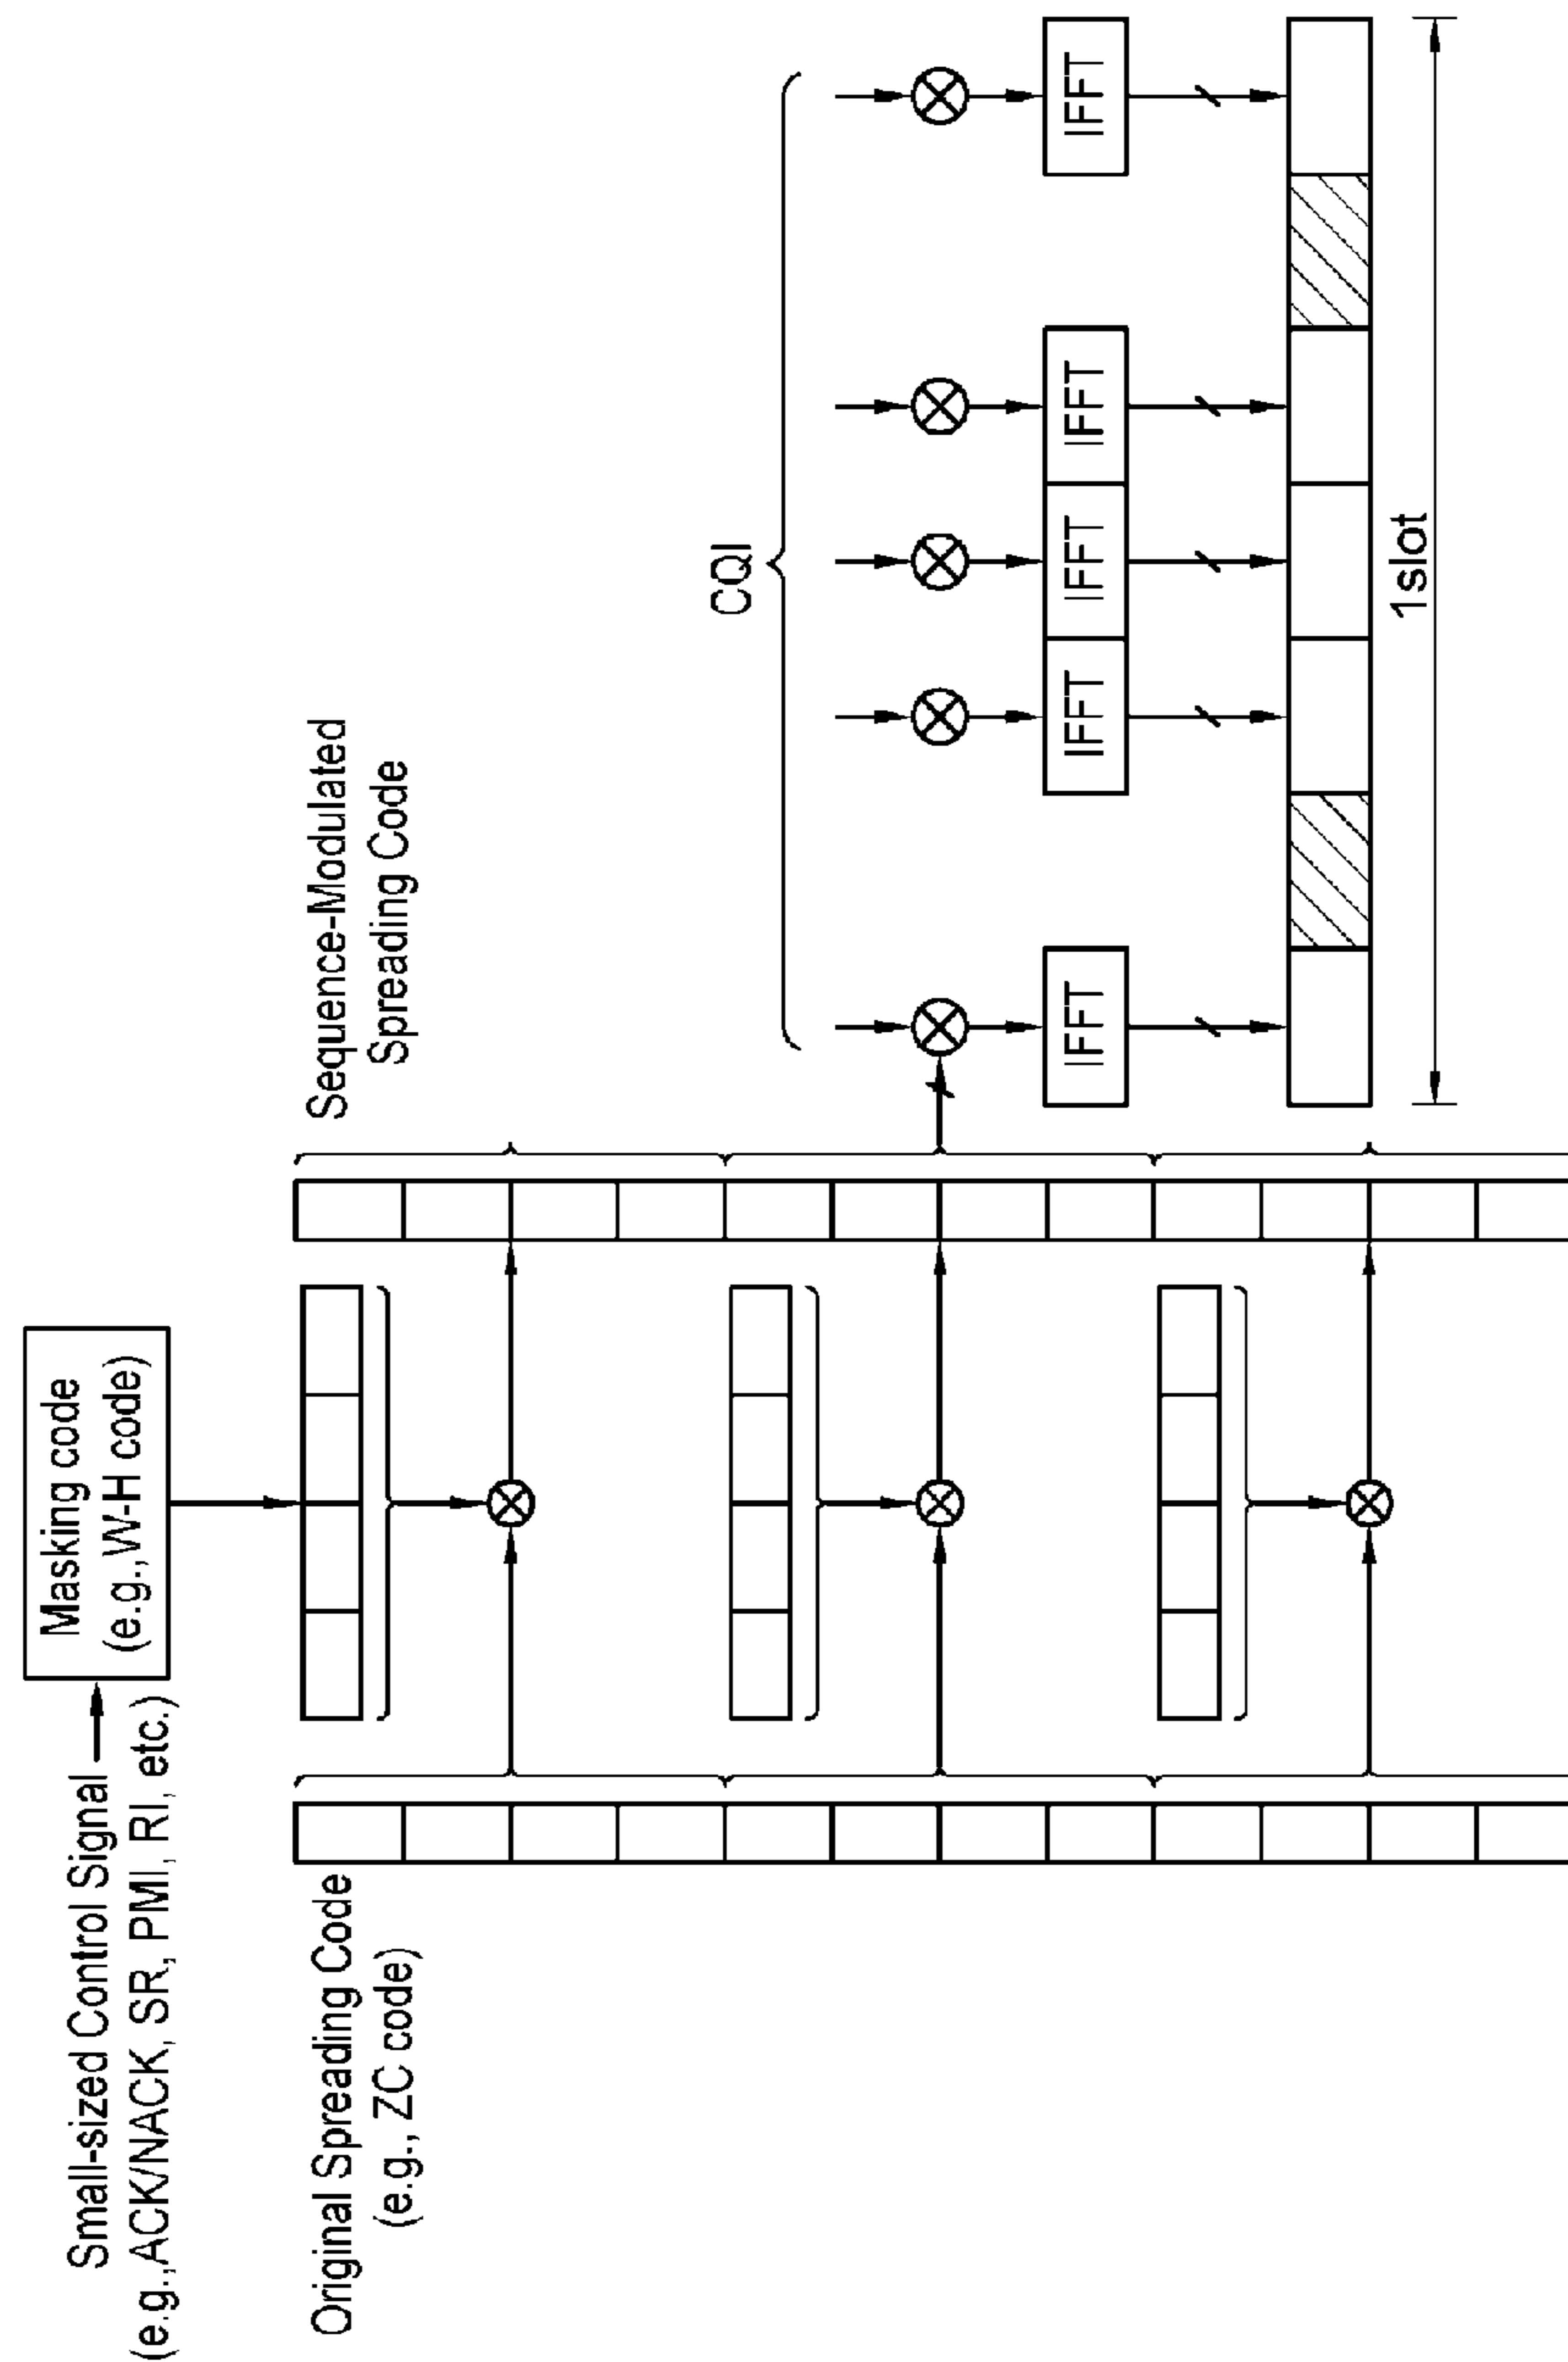 Small-sized Control Signal
(e.g.,ACK/NACK, SR, PMI, RI, etc.)
Masking code
(e.g.,W-H code)
Original Spreading Code
(e.g., ZC code)
Sequence-Modulated
Spreading Code
CQI
IFFT
IFFT
IFFT
IFFT
IFFT
1slot